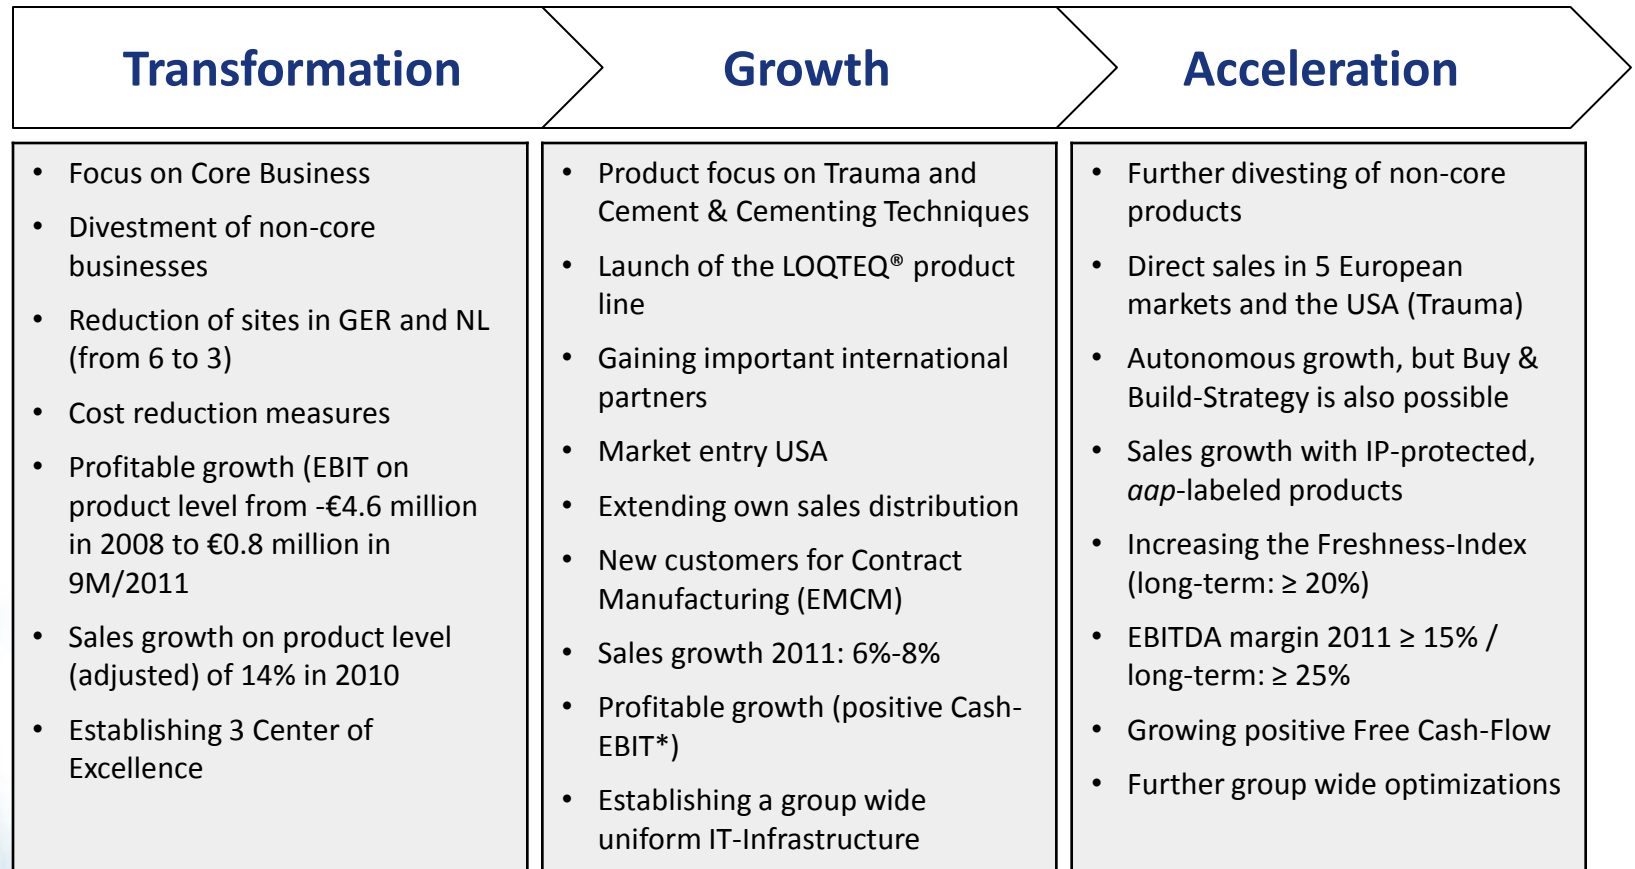 Transformation
Growth
Acceleration
• Focus on Core Business
• Divestment of non-core
businesses
• Reduction of sites in GER and NL
(from 6 to 3)
• Cost reduction measures
• Profitable growth (EBIT on
product level from -€4.6 million
in 2008 to €0.8 million in
9M/2011
• Sales growth on product level
(adjusted) of 14% in 2010
• Establishing 3 Center of
Excellence
• Product focus on Trauma and
Cement & Cementing Techniques
• Launch of the LOQTEQ® product
line
• Gaining important international
partners
• Market entry USA
• Extending own sales distribution
• New customers for Contract
Manufacturing (EMCM)
• Sales growth 2011: 6%-8%
• Profitable growth (positive Cash-
EBIT*)
• Establishing a group wide
uniform IT-Infrastructure
• Further divesting of non-core
products
• Direct sales in 5 European
markets and the USA (Trauma)
• Autonomous growth, but Buy &
Build-Strategy is also possible
• Sales growth with IP-protected,
aap-labeled products
• Increasing the Freshness-Index
(long-term: ≥ 20%)
• EBITDA margin 2011 ≥ 15% /
long-term: ≥ 25%
• Growing positive Free Cash-Flow
• Further group wide optimizations